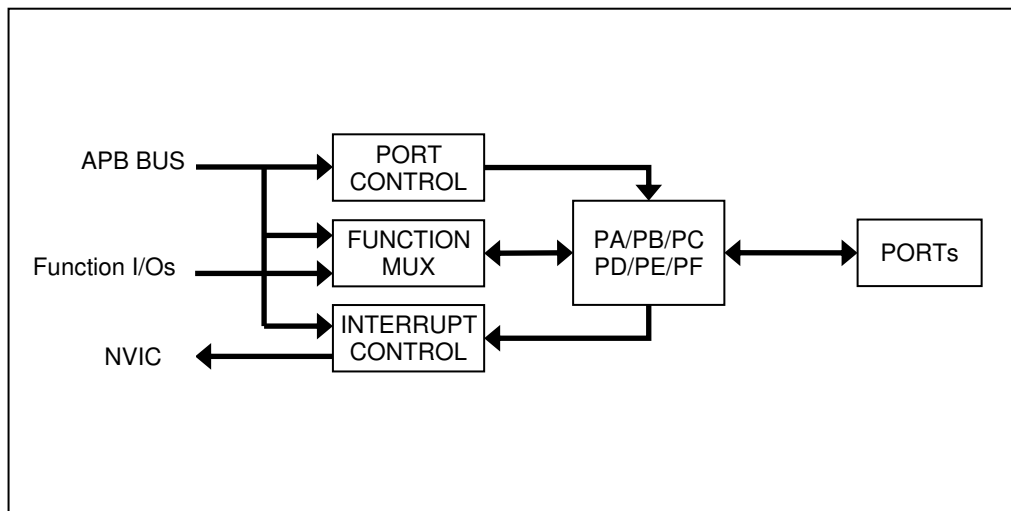 APB BUS
PORT
CONTROL
Function I/Os
FUNCTION
MUX
PA/PB/PC
PD/PE/PF
PORTs
NVIC
INTERRUPT
CONTROL